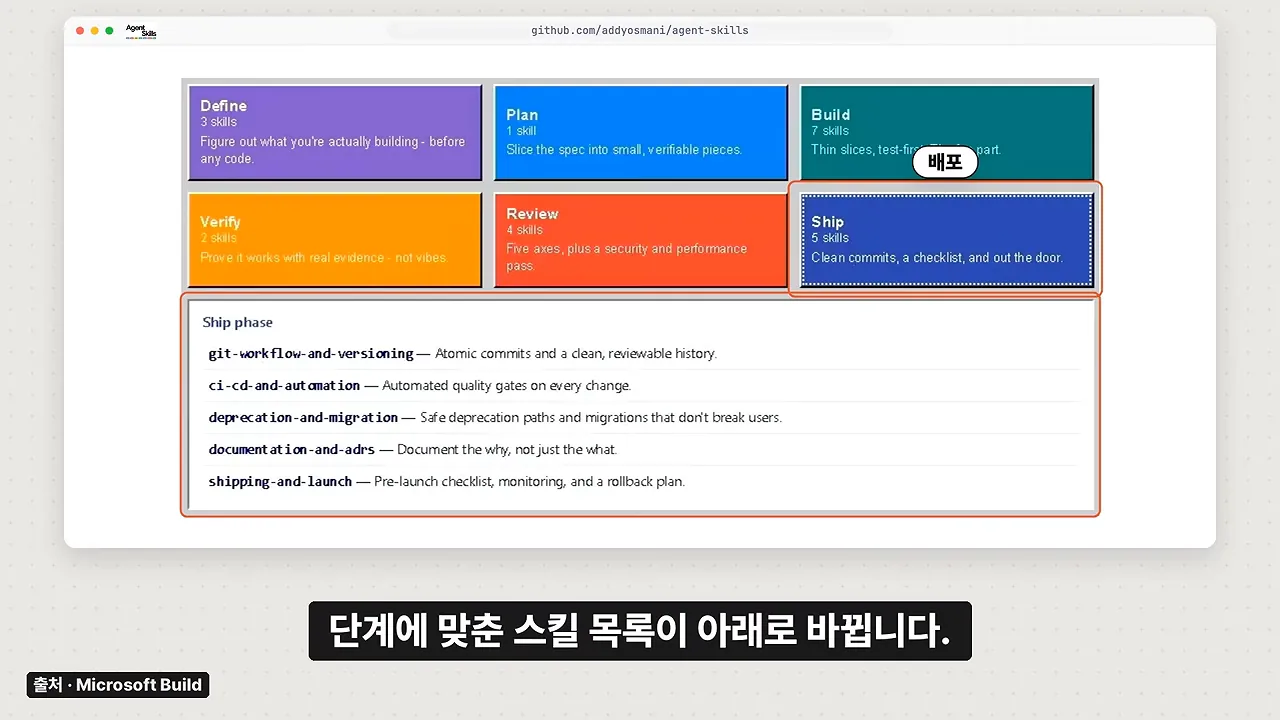 Agent
Skills
github.com/addyosmani/agent-skills
Define
3 skills
Figure out what you're actually building - before
any code.
Plan
1 skill
Slice the spec into small, verifiable pieces.
Build
7 skills
Thin slices, test-first. part.
배포
Verify
2 skills
Prove it works with real evidence - not vibes.
Review
4 skills
Five axes, plus a security and performance
pass.
Ship
5 skills
Clean commits, a checklist, and out the door.
Ship phase
git-workflow-and-versioning — Atomic commits and a clean, reviewable history.
ci-cd-and-automation — Automated quality gates on every change.
deprecation-and-migration — Safe deprecation paths and migrations that don't break users.
documentation-and-adrs — Document the why, not just the what.
shipping-and-launch — Pre-launch checklist, monitoring, and a rollback plan.
단계에 맞춘 스킬 목록이 아래로 바뀝니다.
출처 · Microsoft Build